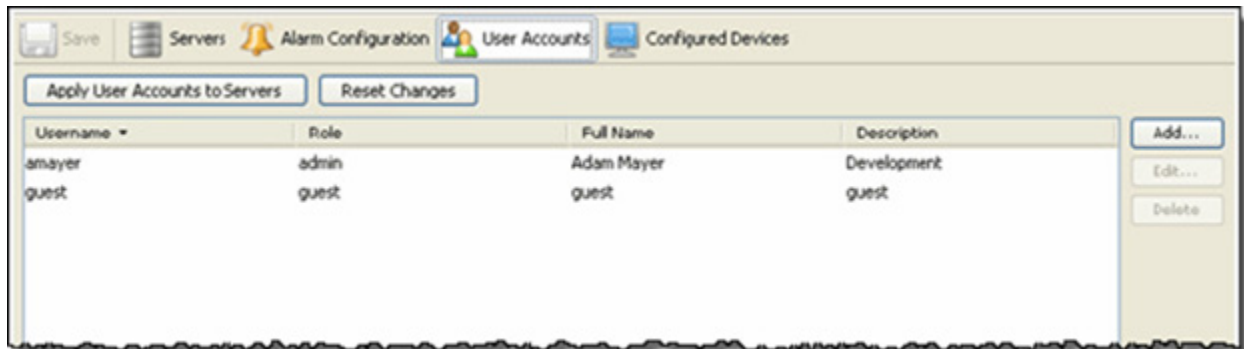 Save Servers Alarm Configuration User Accounts Configured Devices
Apply User Accounts to Servers Reset Changes
Username Role Full Name Description Add...
amayer admin Adam Mayer Development Edit...
guest guest guest guest
Delete